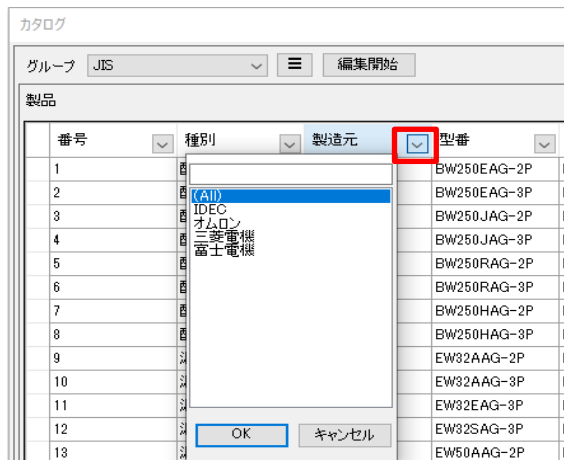 カタログ
グループ JIS 編集開始
製品
番号 種別 製造元 型番
1 BW250EAG-2P
2 BW250EAG-3P
3 BW250JAG-2P
4 BW250JAG-3P
5 BW250RAG-2P
6 BW250RAG-3P
7 BW250HAG-2P
8 BW250HAG-3P
9 EW32AAG-2P
10 EW32AAG-3P
11 EW32EAG-3P
12 EW32SAG-3P
13 EW50AAG-2P
(All)
IDEC
オムロン
三菱電機
富士電機
OK キャンセル